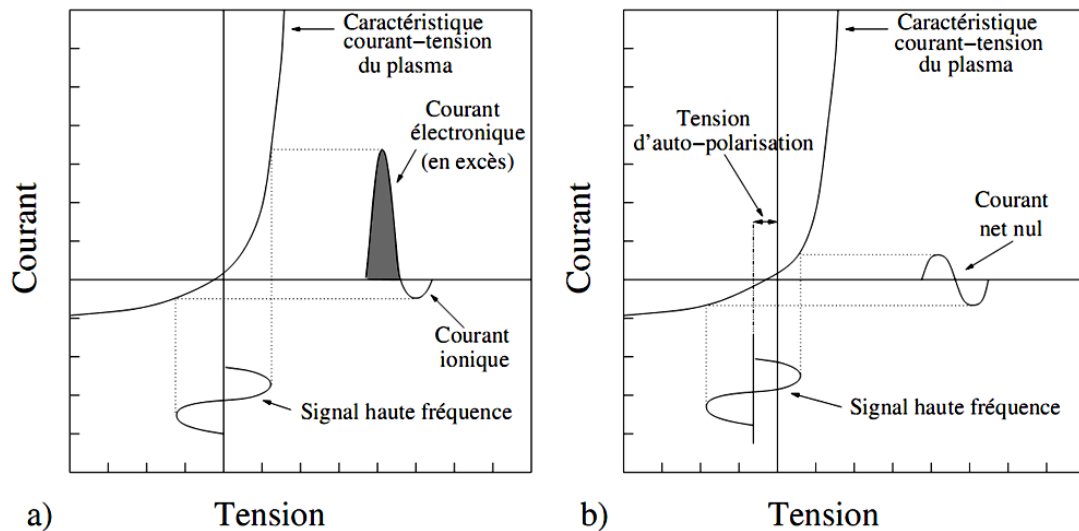 Caractéristique
courant−tension
du plasma
Courant
électronique
(en excès)
Courant
ionique
Signal haute fréquence
Courant
a)
Tension
Caractéristique
courant−tension
du plasma
Tension
d'auto−polarisation
Courant
net nul
Signal haute fréquence
Courant
b)
Tension